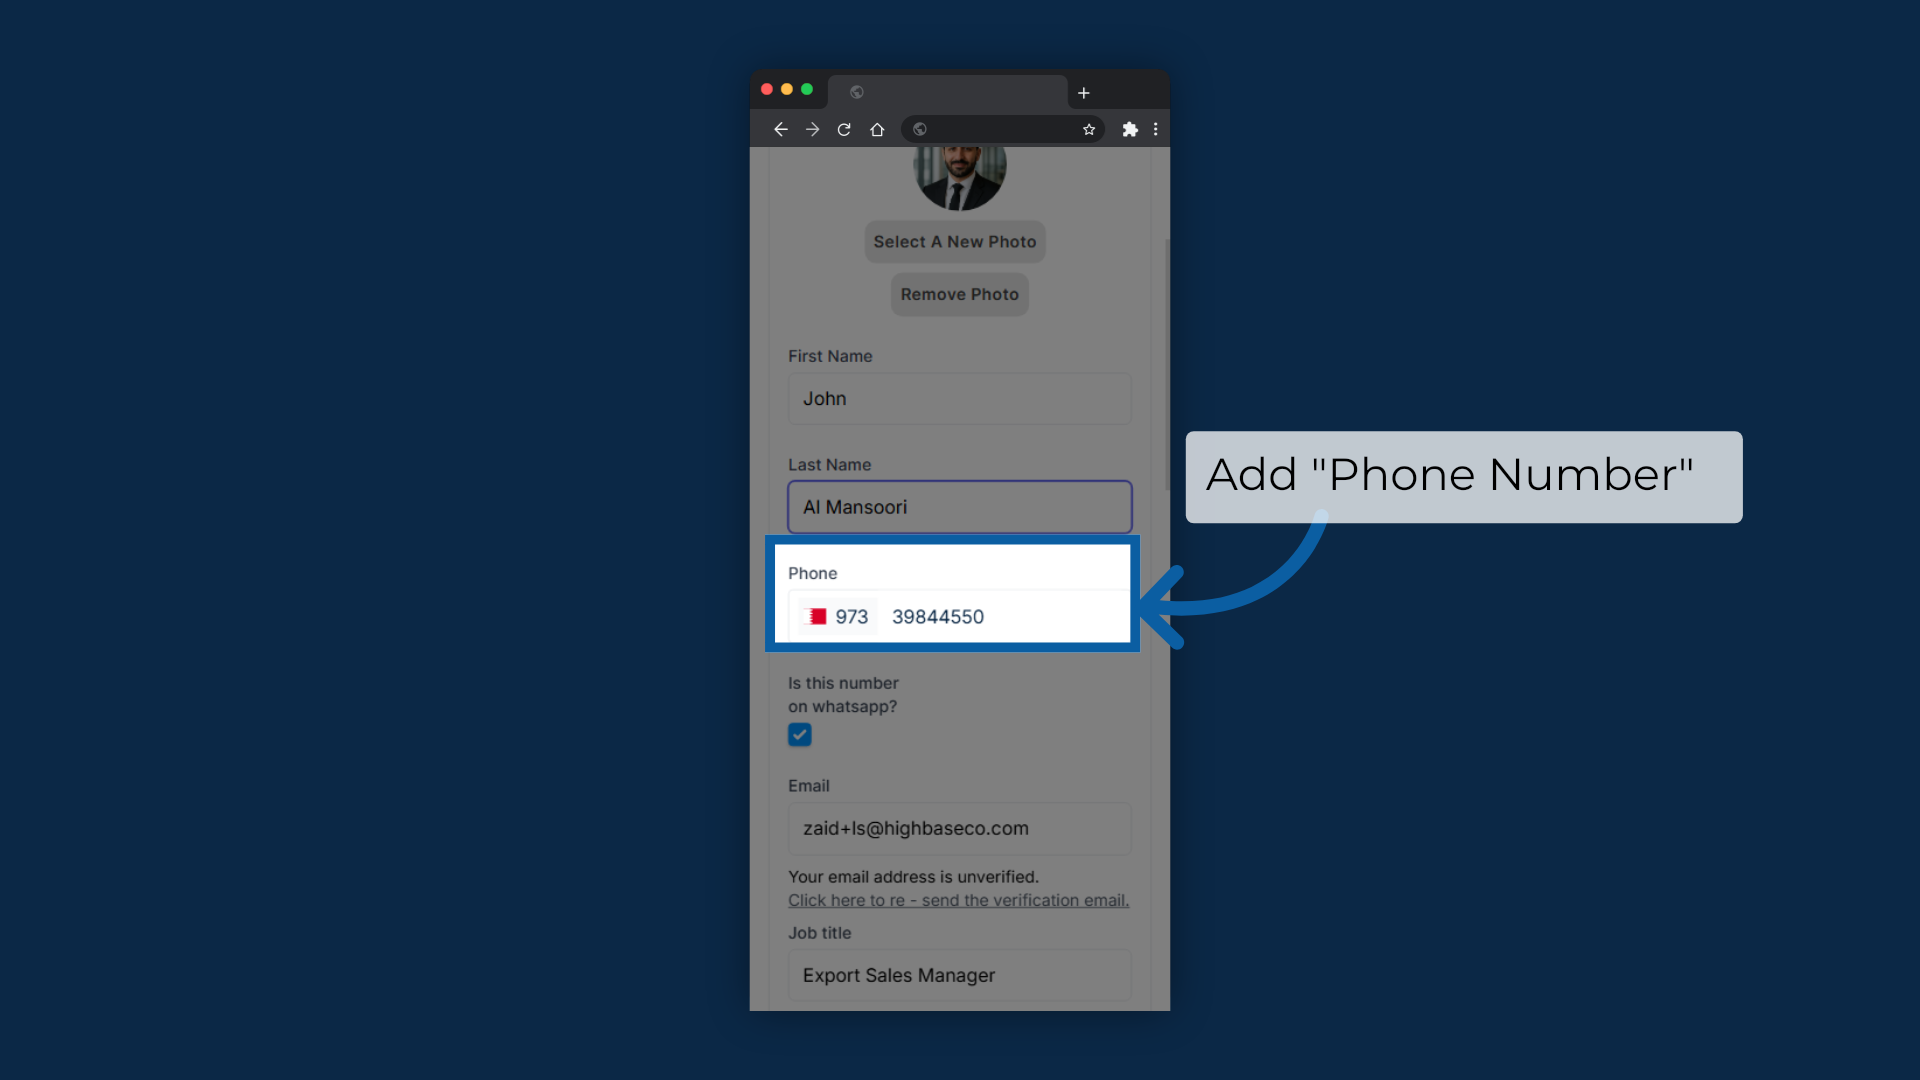 Select A New Photo
Remove Photo
First Name
John
Last Name
Al Mansoori
Add "Phone Number"
Phone
973 39844550
Is this number
on whatsapp?
Email
zaid+ls@highbaseco.com
Your email address is unverified.
Click here to re - send the verification email.
Job title
Export Sales Manager